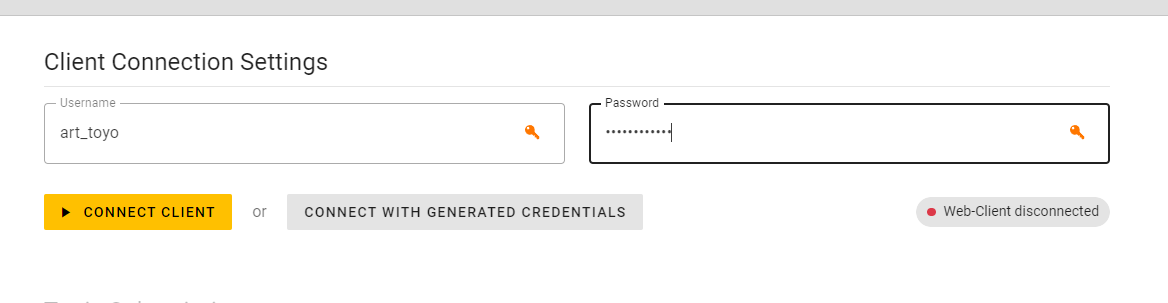 Client Connection Settings
Username
art_toyo
Password
••••••••••••
CONNECT CLIENT
or
CONNECT WITH GENERATED CREDENTIALS
Web-Client disconnected